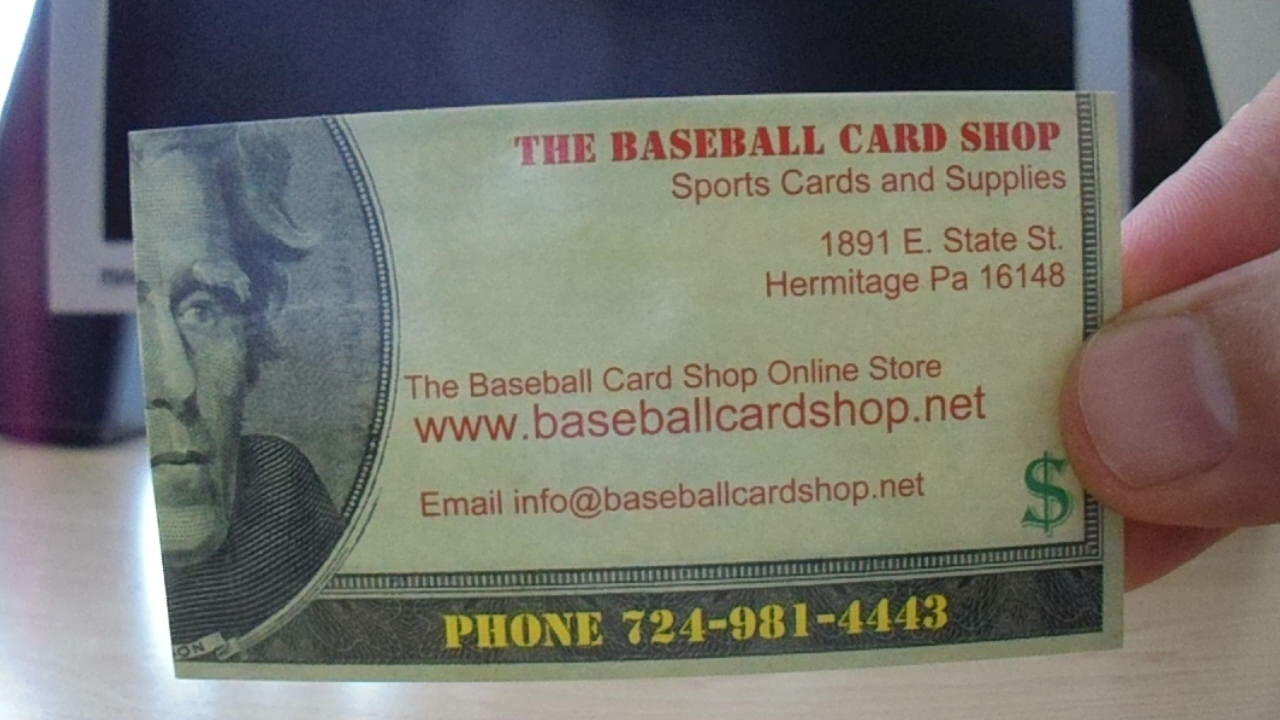 THE BASEBALL CARD SHOP
Sports Cards and Supplies
1891 E. State St.
Hermitage Pa 16148
The Baseball Card Shop Online Store
www.baseballcardshop.net
Email info@baseballcardshop.net
$
PHONE 724-981-4443
ON